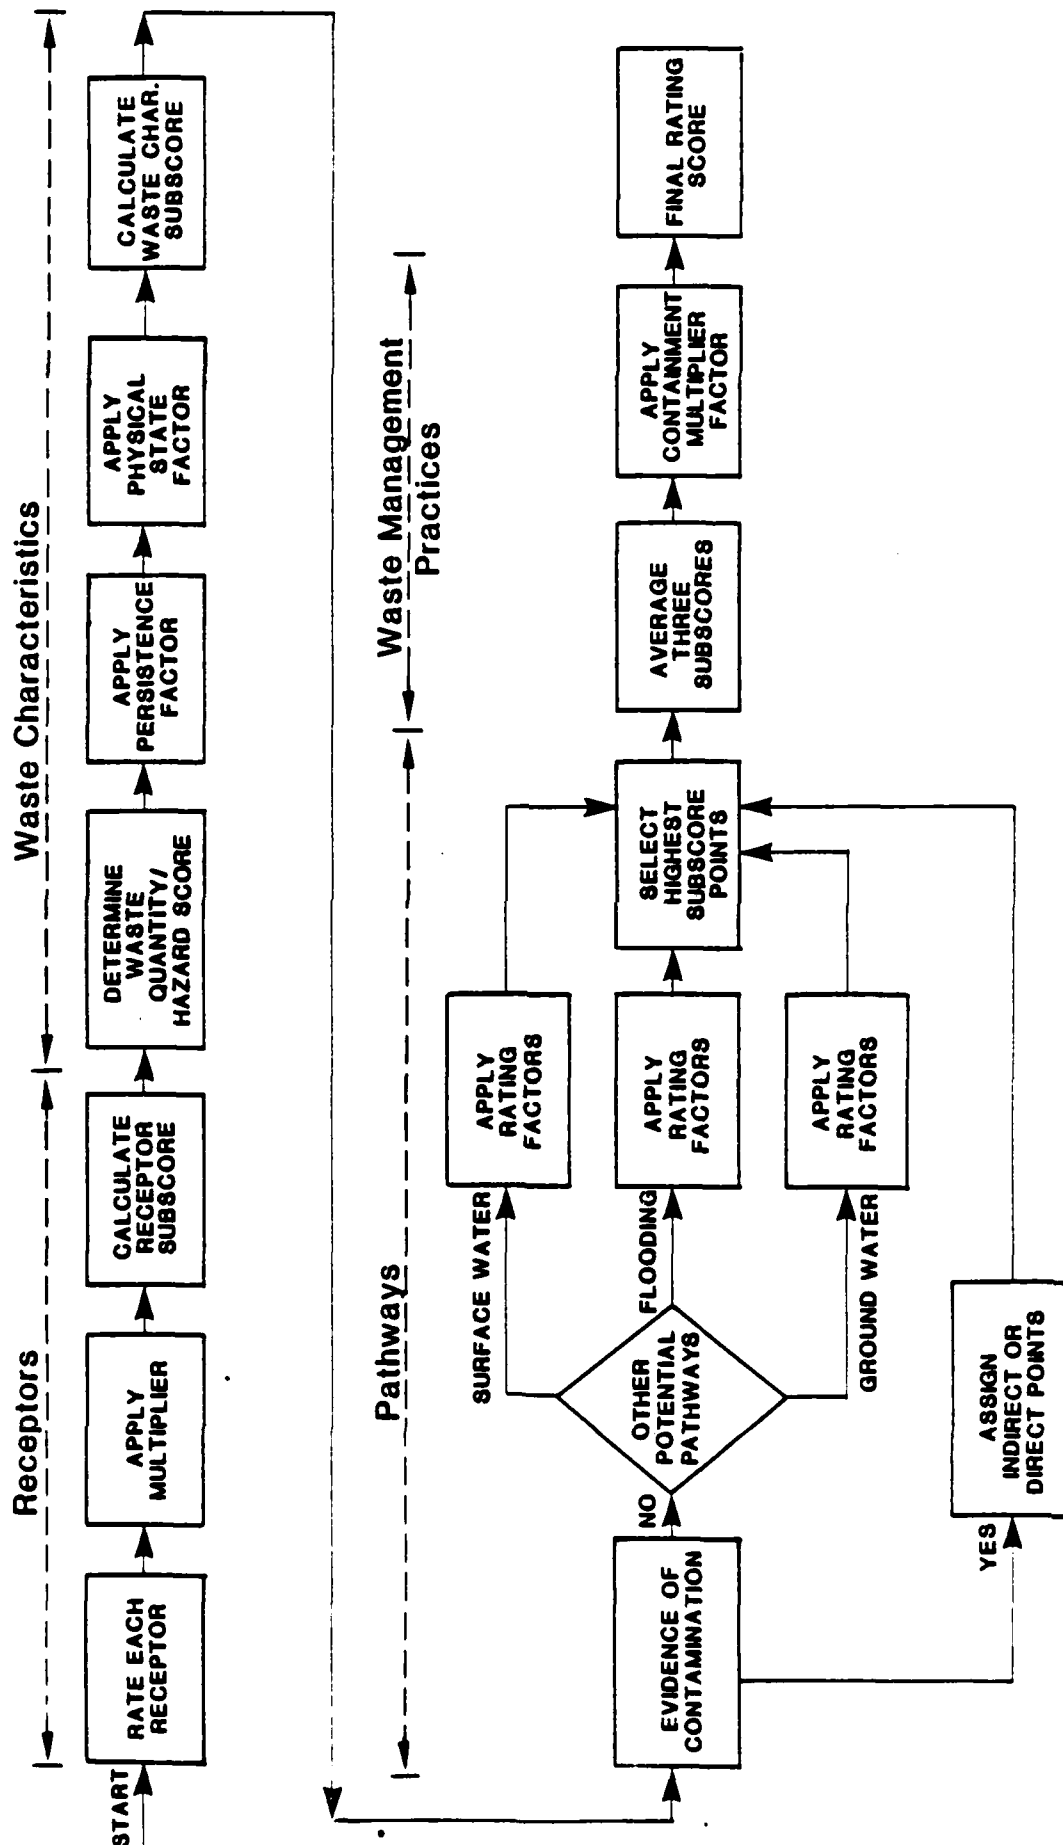 Receptors
Waste Characteristics
START
RATE EACH
RECEPTOR
APPLY
MULTIPLIER
CALCULATE
RECEPTOR
SUBSCORE
DETERMINE
WASTE
QUANTITY/
HAZARD SCORE
APPLY
PERSISTENCE
FACTOR
APPLY
PHYSICAL
STATE
FACTOR
CALCULATE
WASTE CHAR.
SUBSCORE
Pathways
Waste Management
Practices
EVIDENCE OF
CONTAMINATION
NO
YES
OTHER
POTENTIAL
PATHWAYS
SURFACE WATER
FLOODING
GROUND WATER
APPLY
RATING
FACTORS
APPLY
RATING
FACTORS
APPLY
RATING
FACTORS
ASSIGN
INDIRECT OR
DIRECT POINTS
SELECT
HIGHEST
SUBSCORE
POINTS
AVERAGE
THREE
SUBSCORES
APPLY
CONTAINMENT
MULTIPLIER
FACTOR
FINAL RATING
SCORE